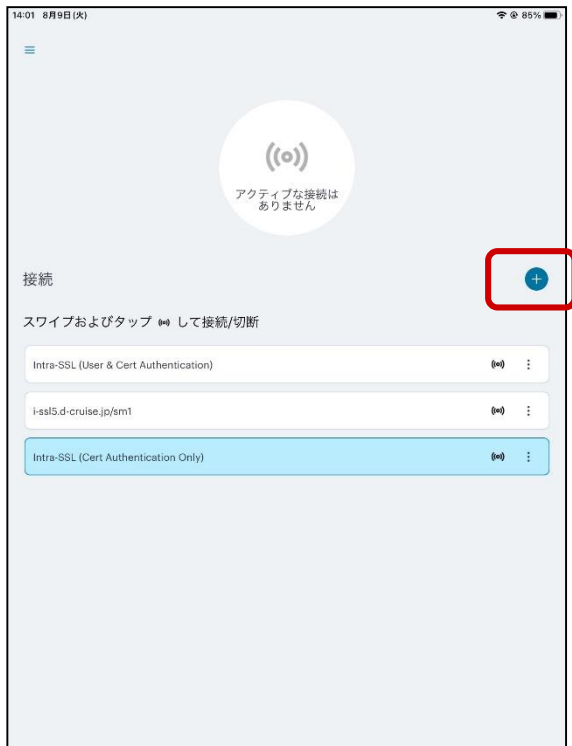 14:01 8月9日(火) 85%
アクティブな接続は
ありません
接続
スワイプおよびタップ して接続/切断
Intra-SSL (User & Cert Authentication)
i-ssl5.d-cruise.jp/sm1
Intra-SSL (Cert Authentication Only)